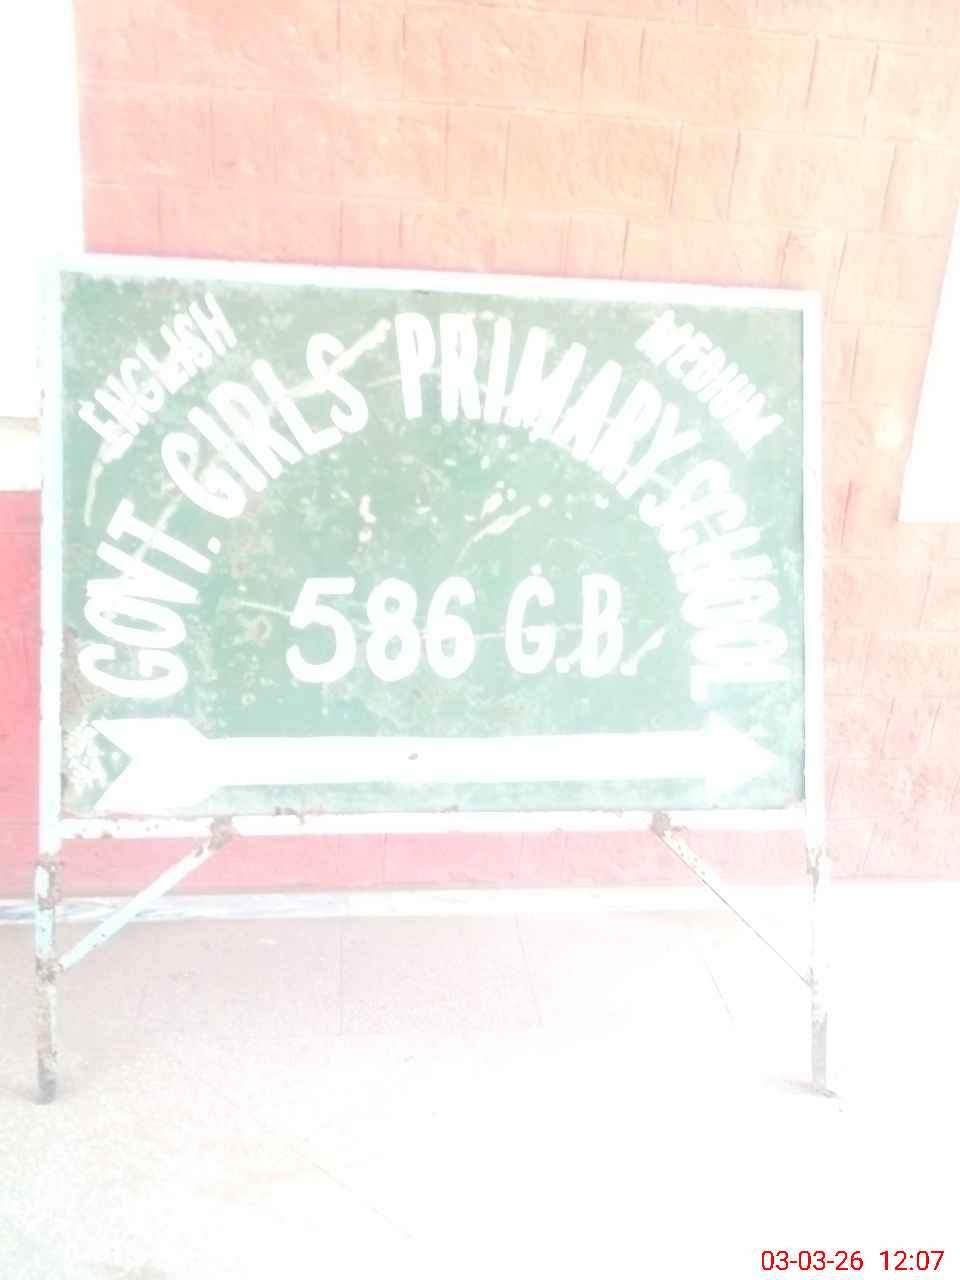 ENGLISH
MEDIUM
GOVT. GIRLS PRIMARY SCHOOL
586 G.B.
03-03-26 12:07